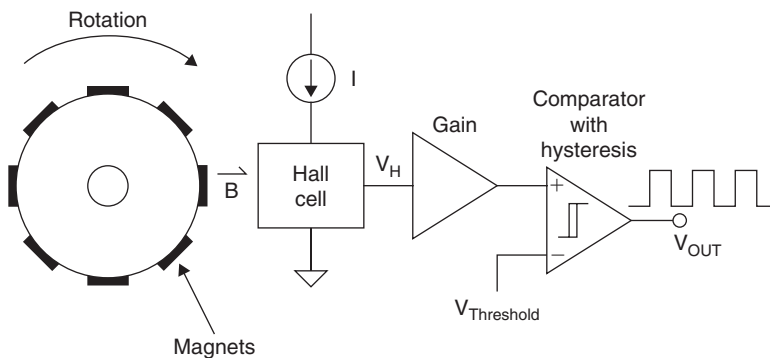 Rotation
I
Comparator
with
hysteresis
Gain
Hall
cell
V_H
B
+
−
V_OUT
V_Threshold
Magnets